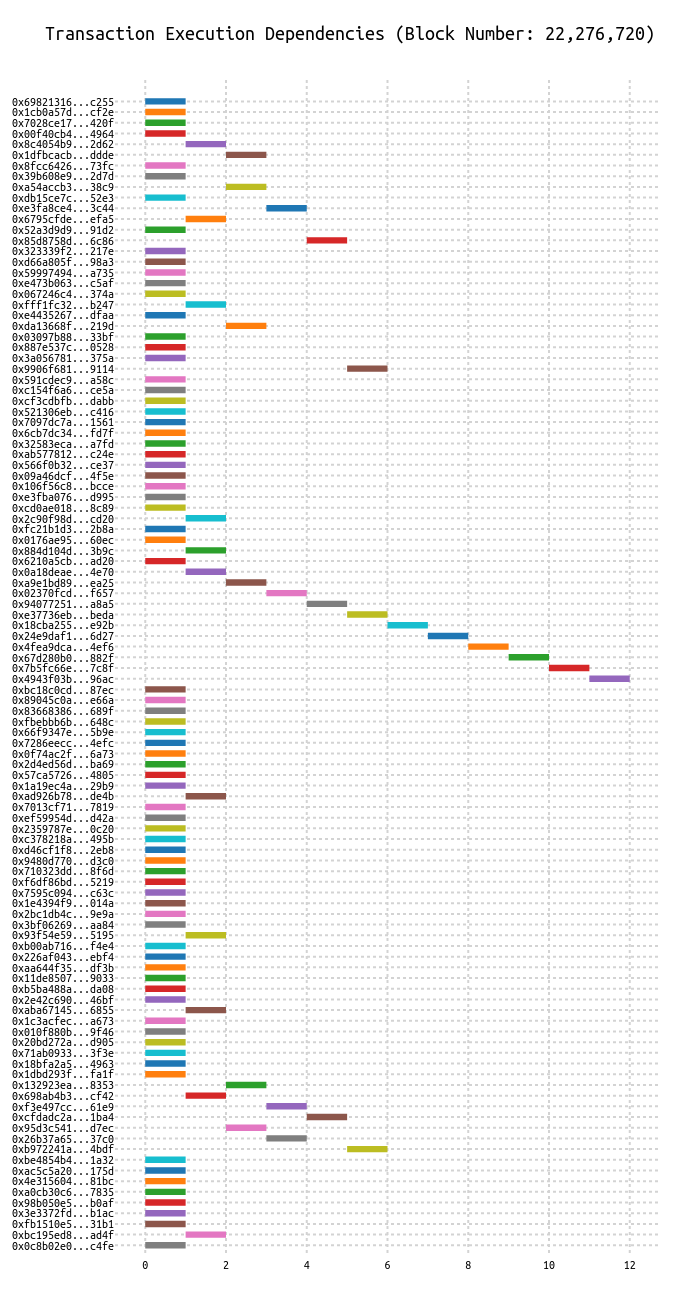 Transaction Execution Dependencies (Block Number: 22,276,720)
0x69821316...c255
0x1cb0a57d...cf2e
0x7028ce17...420f
0x00f40cb4...4964
0x8c4054b9...2d62
0x1dfbcacb...ddde
0x8fcc6426...73fc
0x39b608e9...2d7d
0xa54accb3...38c9
0xdb15ce7c...52e3
0xe3fa8ce4...3c44
0x6795cfde...efa5
0x52a3d9d9...91d2
0x85d8758d...6c86
0x323339f2...217e
0xd66a805f...98a3
0x59997494...a735
0xe473b063...c5af
0x067246c4...374a
0xfff1fc32...b247
0xe4435267...dfaa
0xda13668f...219d
0x03097b88...33bf
0x887e537c...0528
0x3a056781...375a
0x9906f681...9114
0x591cdec9...a58c
0xc154f6a6...ce5a
0xcf3cdbfb...dabb
0x521306eb...c416
0x7097dc7a...1561
0x6cb7dc34...fd7f
0x32583eca...a7fd
0xab577812...c24e
0x566f0b32...ce37
0x09a46dcf...4f5e
0x106f56c8...bcce
0xe3fba076...d995
0xcd0ae018...8c89
0x2c90f98d...cd20
0xfc21b1d3...2b8a
0x0176ae95...60ec
0x884d104d...3b9c
0x6210a5cb...ad20
0x0a18deae...4e70
0xa9e1bd89...ea25
0x02370fcd...f657
0x94077251...a8a5
0xe37736eb...beda
0x18cba255...e92b
0x24e9daf1...6d27
0x4fea9dca...4ef6
0x67d280b0...882f
0x7b5fc66e...7c8f
0x4943f03b...96ac
0xbc18c0cd...87ec
0x89045c0a...e66a
0x83668386...689f
0xfbebbb6b...648c
0x66f9347e...5b9e
0x7286eecc...4efc
0x0f74ac2f...6a73
0x2d4ed56d...ba69
0x57ca5726...4805
0x1a19ec4a...29b9
0xad926b78...de4b
0x7013cf71...7819
0xef59954d...d42a
0x2359787e...0c20
0xc378218a...495b
0xd46cf1f8...2eb8
0x9480d770...d3c0
0x710323dd...8f6d
0xf6df86bd...5219
0x7595c094...c63c
0x1e4394f9...014a
0x2bc1db4c...9e9a
0x3bf06269...aa84
0x93f54e59...5195
0xb00ab716...f4e4
0x226af043...ebf4
0xaa644f35...df3b
0x11de8507...9033
0xb5ba488a...da08
0x2e42c690...46bf
0xaba67145...6855
0x1c3acfec...a673
0x010f880b...9f46
0x20bd272a...d905
0x71ab0933...3f3e
0x18bfa2a5...4963
0x1dbd293f...fa1f
0x132923ea...8353
0x698ab4b3...cf42
0xf3e497cc...61e9
0xcfdadc2a...1ba4
0x95d3c541...d7ec
0x26b37a65...37c0
0xb972241a...4bdf
0xbe4854b4...1a32
0xac5c5a20...175d
0x4e315604...81bc
0xa0cb30c6...7835
0x98b050e5...b0af
0x3e3372fd...b1ac
0xfb1510e5...31b1
0xbc195ed8...ad4f
0x0c8b02e0...c4fe
0 2 4 6 8 10 12